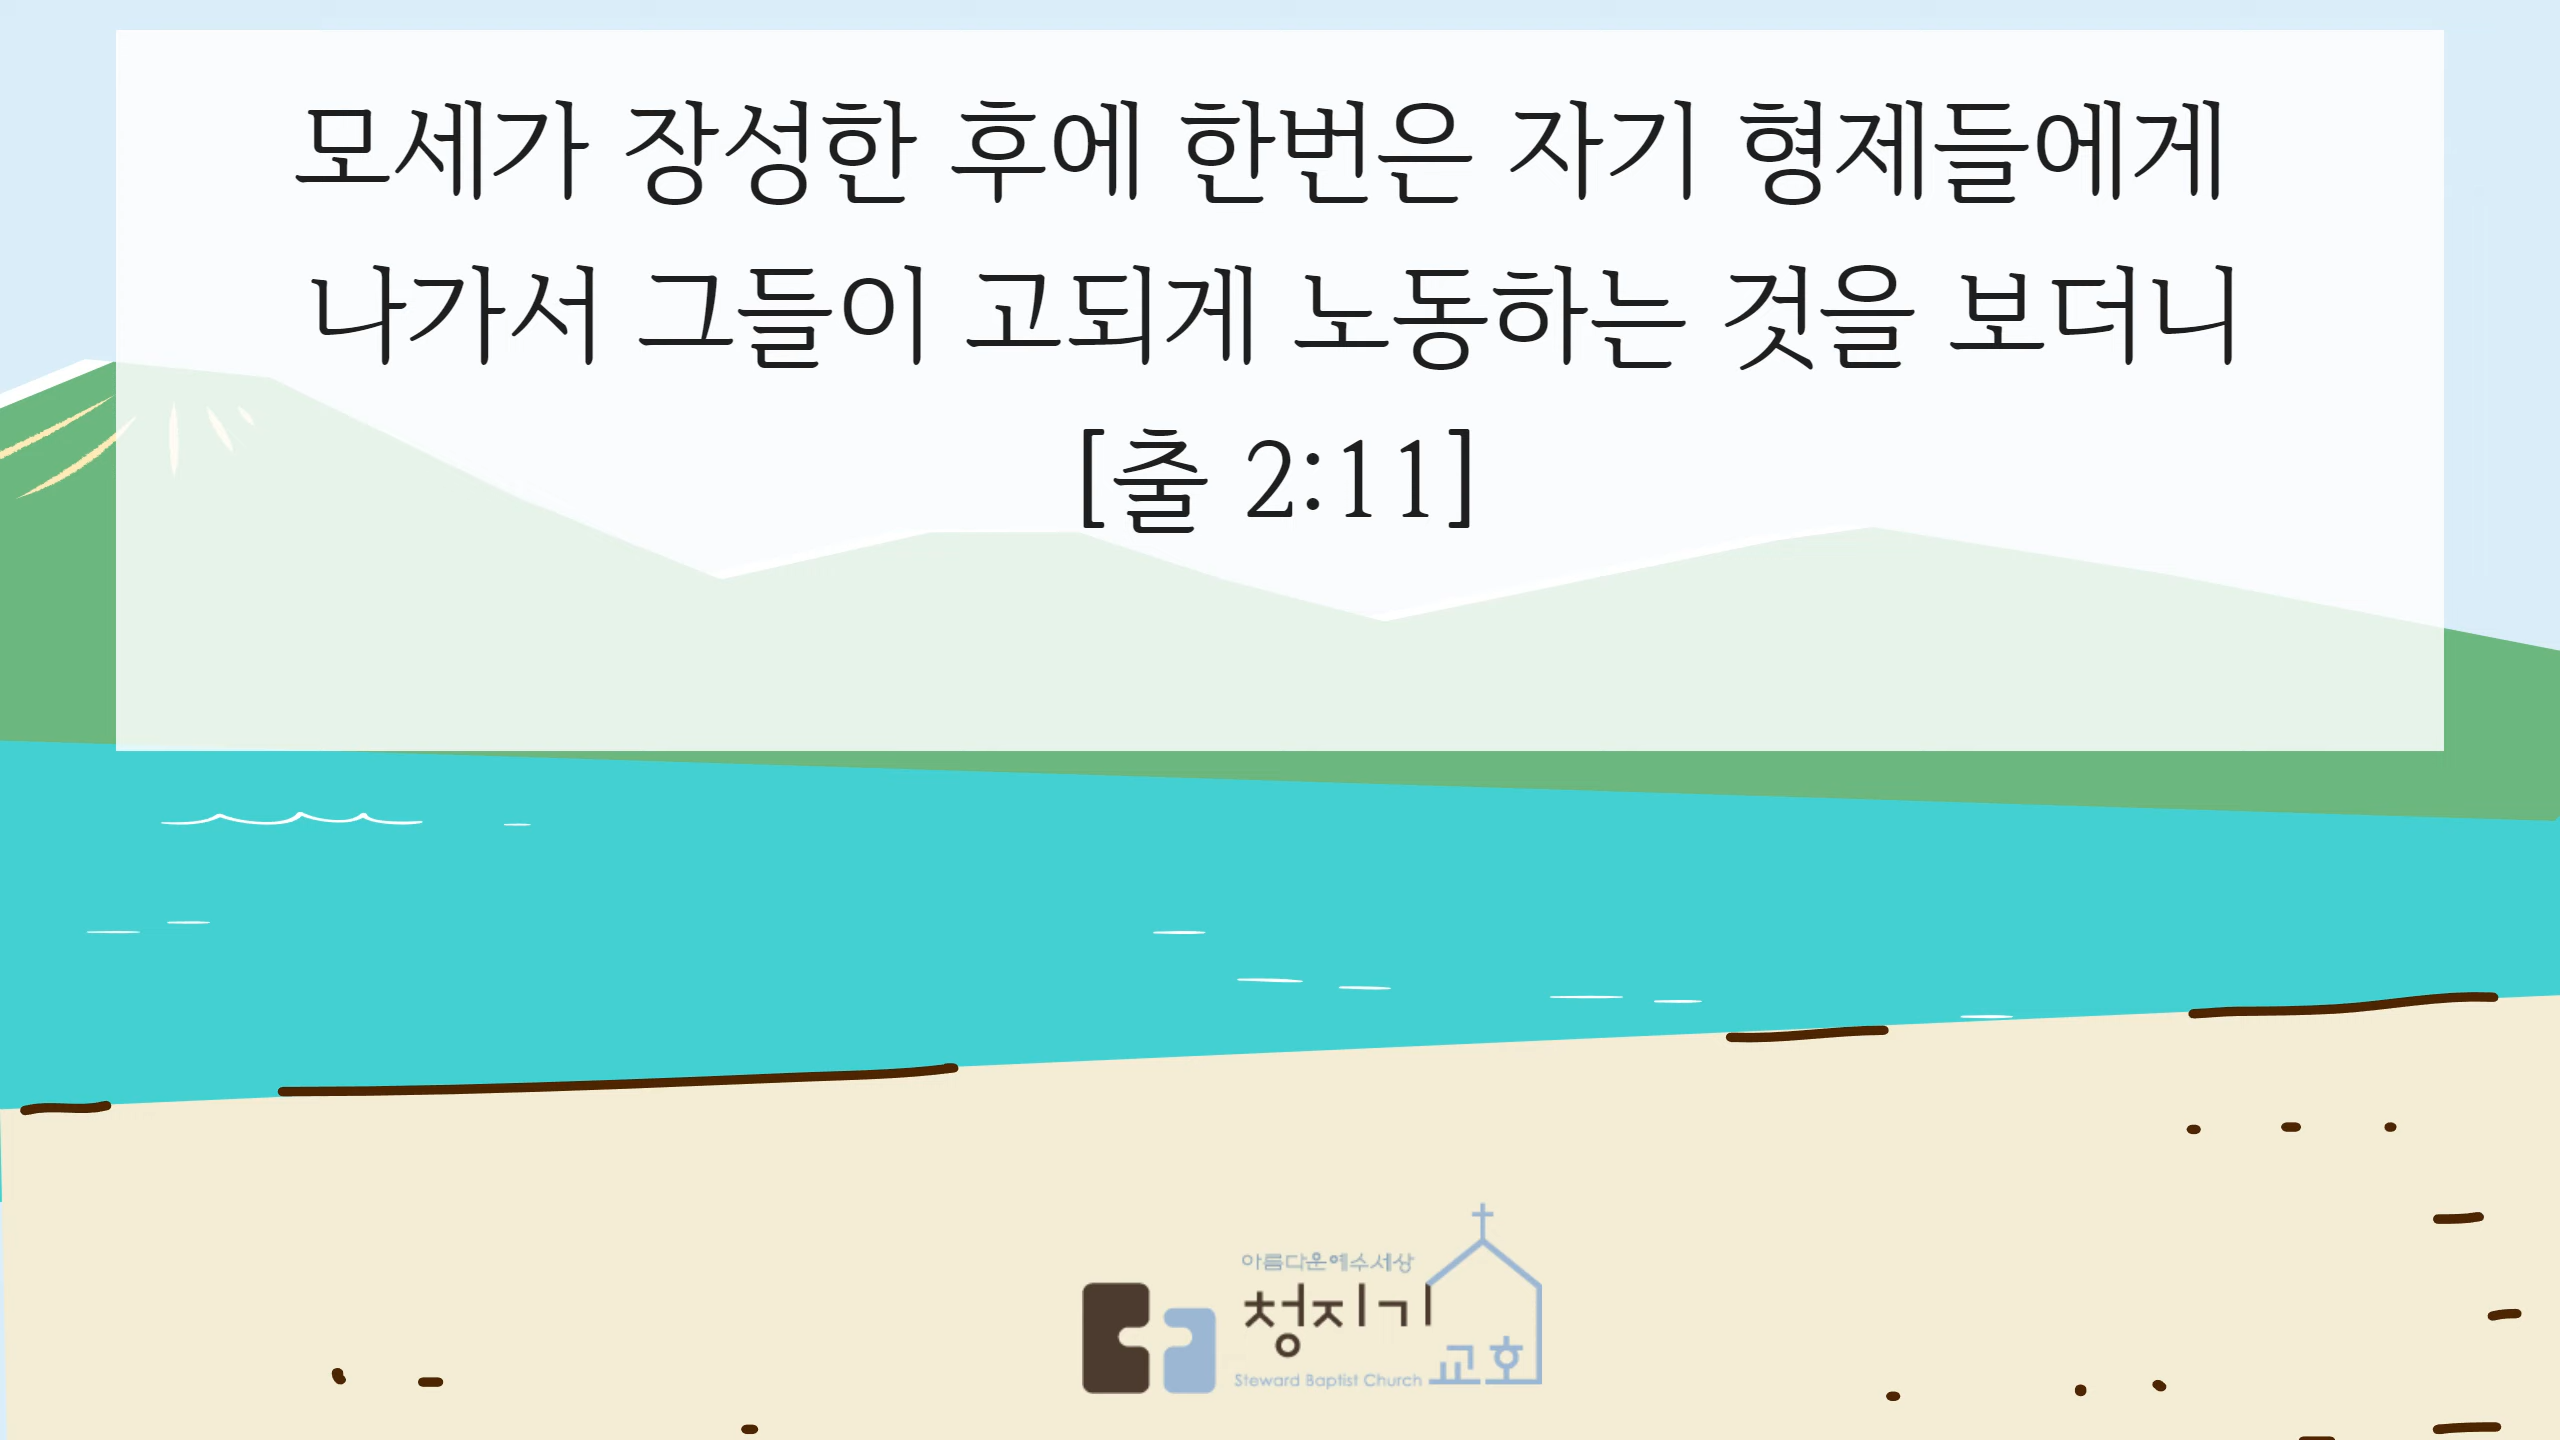 모세가 장성한 후에 한번은 자기 형제들에게
나가서 그들이 고되게 노동하는 것을 보더니
[출 2:11]
아름다운예수세상
청지기
교회
Steward Baptist Church